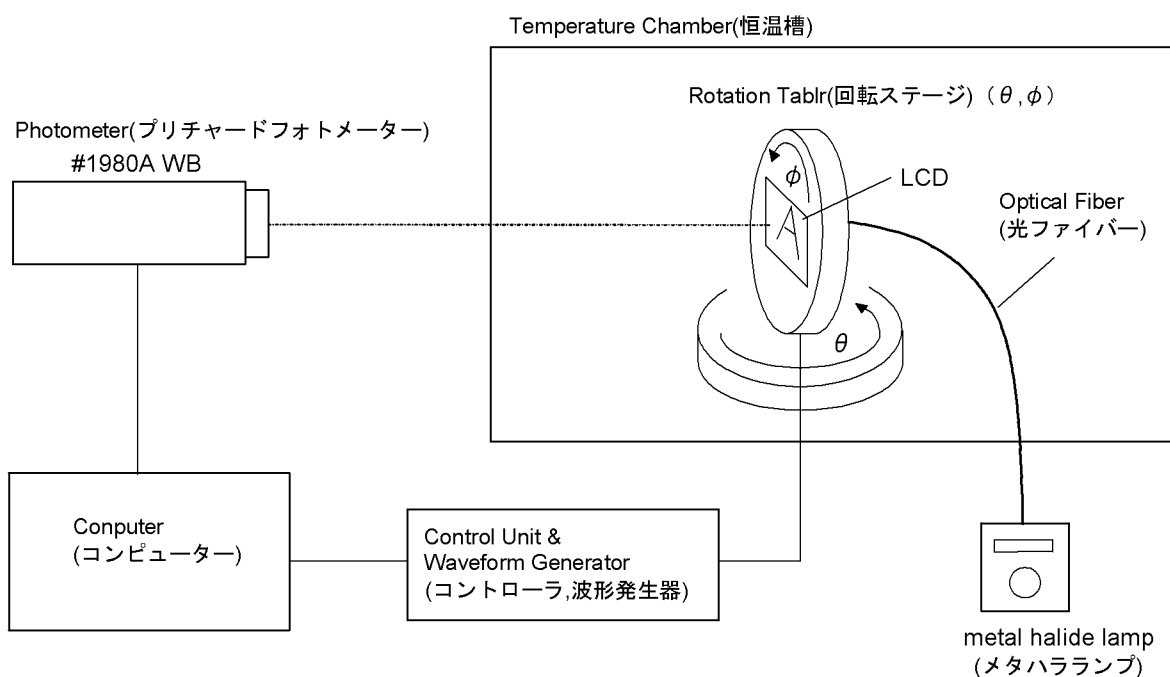 Temperature Chamber(恒温槽)
Rotation Tablr(回転ステージ)（θ,φ）
Photometer(プリチャードフォトメーター)
#1980A WB
φ
LCD
A
Optical Fiber
(光ファイバー)
θ
Conputer
(コンピューター)
Control Unit &
Waveform Generator
(コントローラ,波形発生器)
metal halide lamp
(メタハラランプ)